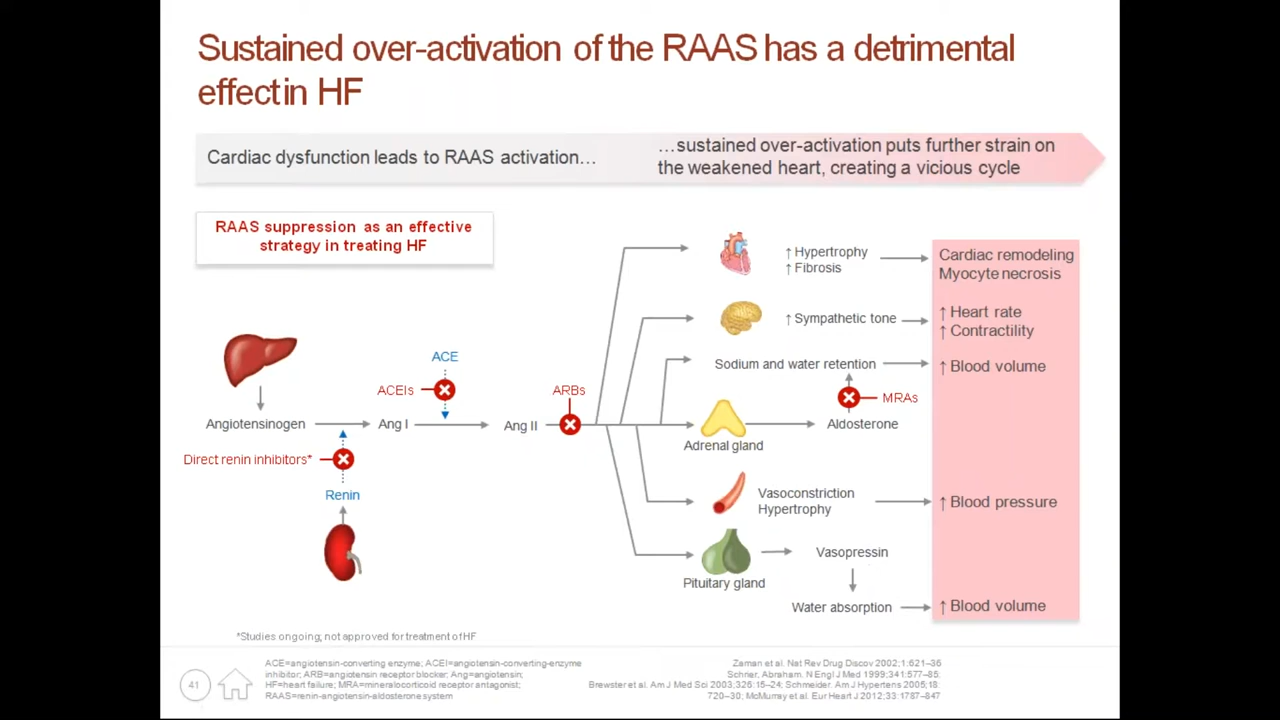 Sustained over-activation of the RAAS has a detrimental
effect in HF
Cardiac dysfunction leads to RAAS activation…
…sustained over-activation puts further strain on
the weakened heart, creating a vicious cycle
RAAS suppression as an effective
strategy in treating HF
↑ Hypertrophy
↑ Fibrosis
Cardiac remodeling
Myocyte necrosis
↑ Sympathetic tone
↑ Heart rate
↑ Contractility
Sodium and water retention
↑ Blood volume
ACE
ACEIs
ARBs
MRAs
Angiotensinogen
Ang I
Ang II
Adrenal gland
Aldosterone
Direct renin inhibitors*
Renin
Vasoconstriction
Hypertrophy
↑ Blood pressure
Pituitary gland
Vasopressin
Water absorption
↑ Blood volume
*Studies ongoing; not approved for treatment of HF
41
ACE=angiotensin-converting enzyme; ACEI=angiotensin-converting-enzyme
inhibitor; ARB=angiotensin receptor blocker; Ang=angiotensin;
HF=heart failure; MRA=mineralocorticoid receptor antagonist;
RAAS=renin-angiotensin-aldosterone system
Zaman et al. Nat Rev Drug Discov 2002;1:621–36
Schrier, Abraham. N Engl J Med 1999;341:577–85;
Brewster et al. Am J Med Sci 2003;326:15–24; Schmeider. Am J Hypertens 2005;18:
720–30; McMurray et al. Eur Heart J 2012;33:1787–847